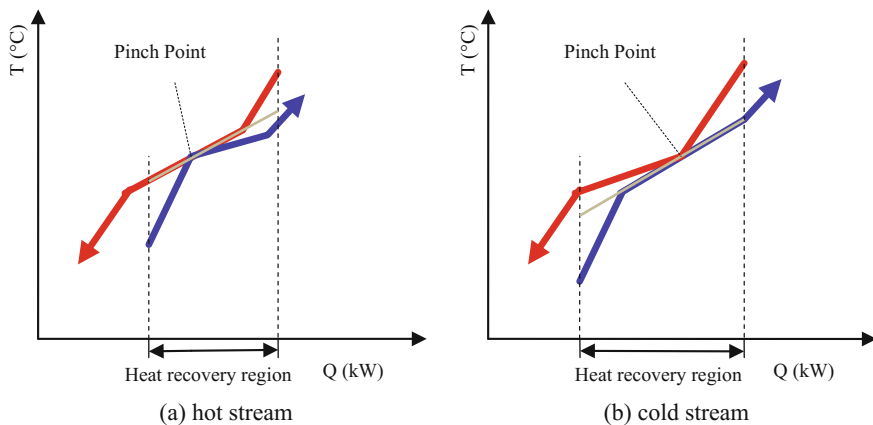 T (°C)
Pinch Point
Heat recovery region
Q (kW)
(a) hot stream
T (°C)
Pinch Point
Heat recovery region
Q (kW)
(b) cold stream